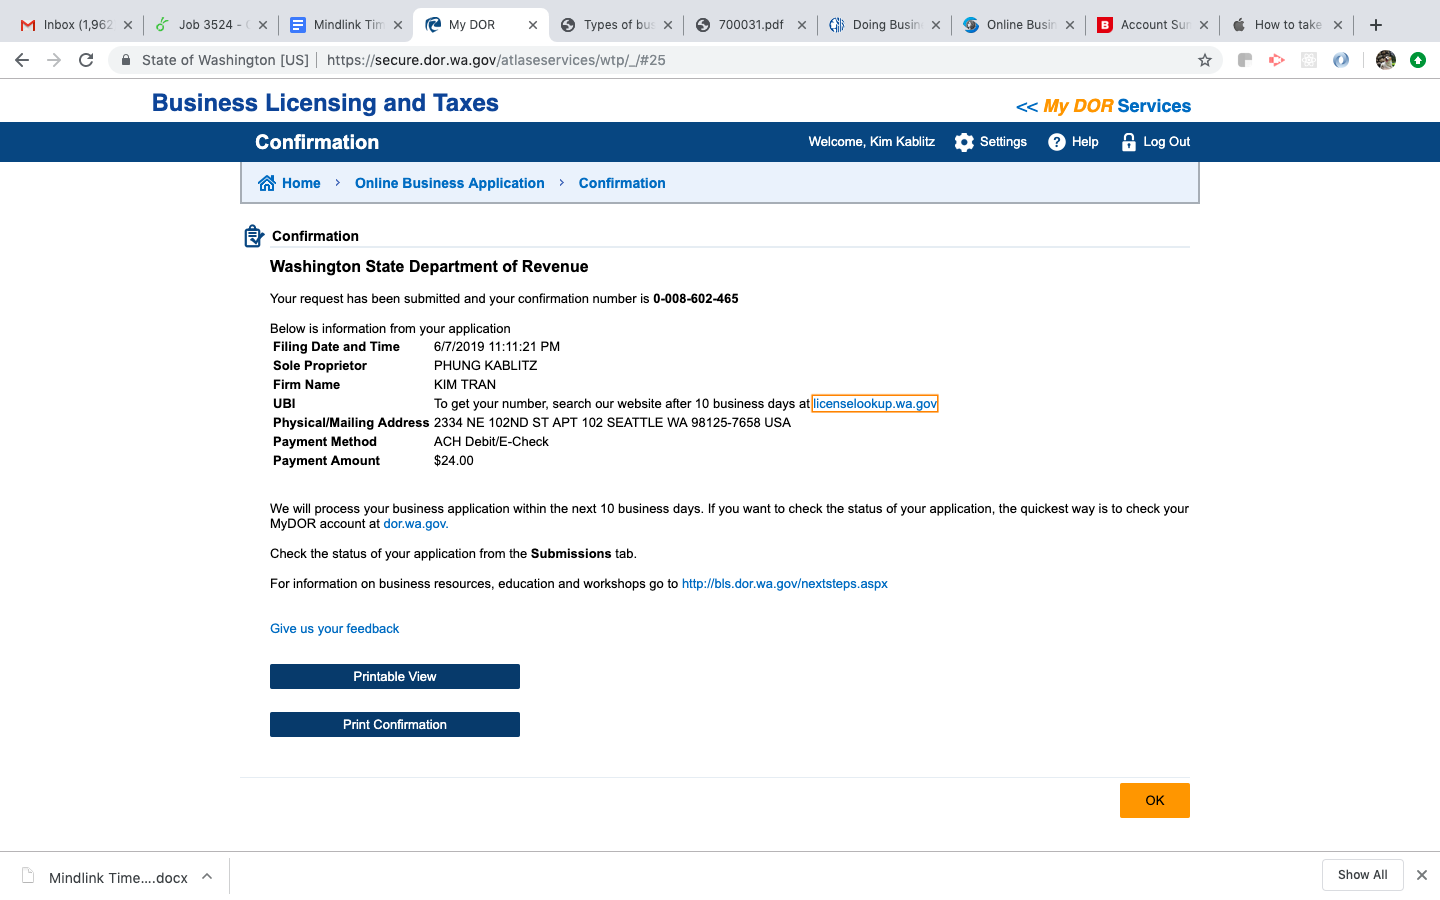 Inbox (1,962
Job 3524 -
Mindlink Tim
My DOR
Types of bus
700031.pdf
Doing Busin
Online Busin
Account Sum
How to take
State of Washington [US]
https://secure.dor.wa.gov/atlaseservices/wtp/_/#25
Business Licensing and Taxes
<< My DOR Services
Confirmation
Welcome, Kim Kablitz
Settings
Help
Log Out
Home > Online Business Application > Confirmation
Confirmation
Washington State Department of Revenue
Your request has been submitted and your confirmation number is 0-008-602-465
Below is information from your application
Filing Date and Time 6/7/2019 11:11:21 PM
Sole Proprietor PHUNG KABLITZ
Firm Name KIM TRAN
UBI To get your number, search our website after 10 business days at licenselookup.wa.gov
Physical/Mailing Address 2334 NE 102ND ST APT 102 SEATTLE WA 98125-7658 USA
Payment Method ACH Debit/E-Check
Payment Amount $24.00
We will process your business application within the next 10 business days. If you want to check the status of your application, the quickest way is to check your
MyDOR account at dor.wa.gov.
Check the status of your application from the Submissions tab.
For information on business resources, education and workshops go to http://bls.dor.wa.gov/nextsteps.aspx
Give us your feedback
Printable View
Print Confirmation
OK
Mindlink Time....docx
Show All